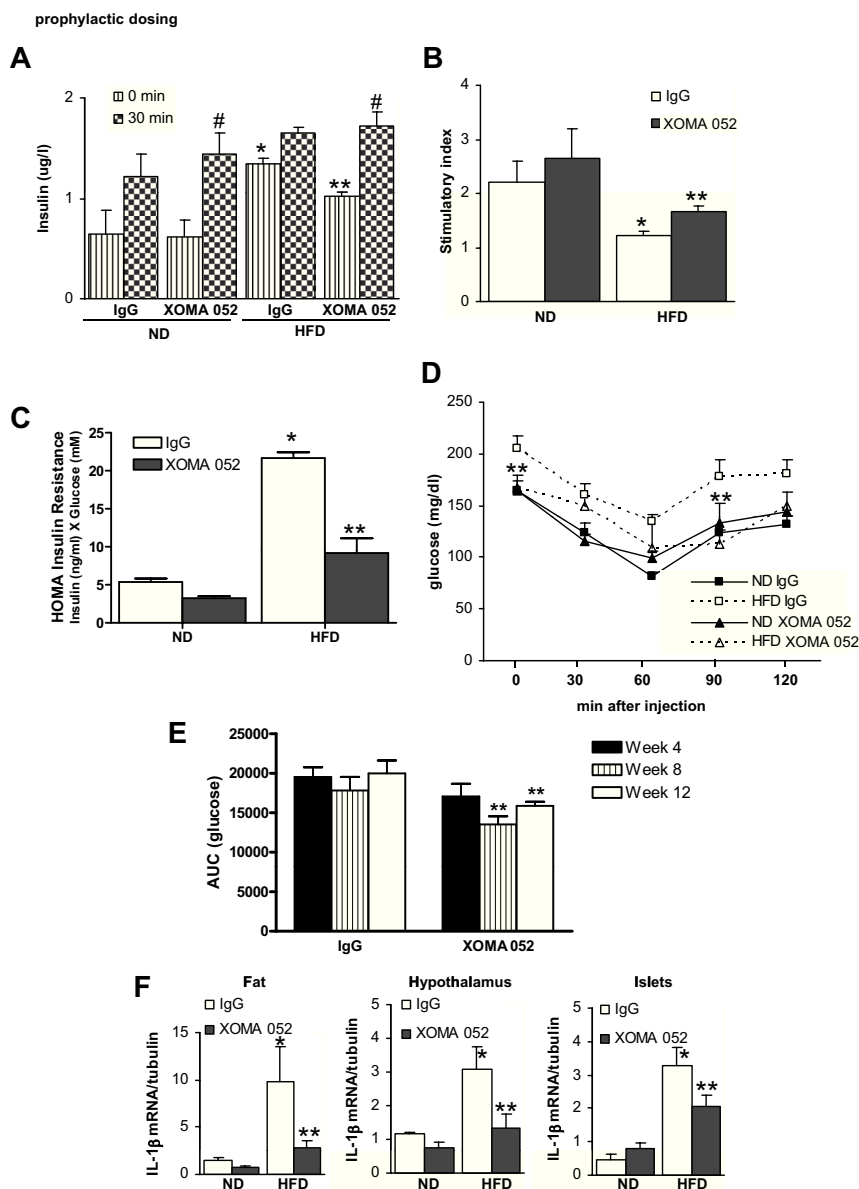 prophylactic dosing
A
0 min
30 min
2
1
0
Insulin (ug/l)
#
*
**
#
IgG
XOMA 052
IgG
XOMA 052
ND
HFD
B
IgG
XOMA 052
4
3
2
1
0
Stimulatory index
*
**
ND
HFD
C
IgG
XOMA 052
25
20
15
10
5
0
HOMA Insulin Resistance
Insulin (ng/ml) X Glucose (mM)
*
**
ND
HFD
D
250
200
150
100
50
0
glucose (mg/dl)
**
**
ND IgG
HFD IgG
ND XOMA 052
HFD XOMA 052
0
30
60
90
120
min after injection
E
25000
20000
15000
10000
5000
0
AUC (glucose)
**
**
Week 4
Week 8
Week 12
IgG
XOMA 052
F
Fat
IgG
XOMA 052
15
10
5
0
IL-1β mRNA/tubulin
*
**
ND
HFD
Hypothalamus
IgG
XOMA 052
5
4
3
2
1
0
IL-1β mRNA/tubulin
*
**
ND
HFD
Islets
IgG
XOMA 052
5
4
3
2
1
0
IL-1β mRNA/tubulin
*
**
ND
HFD